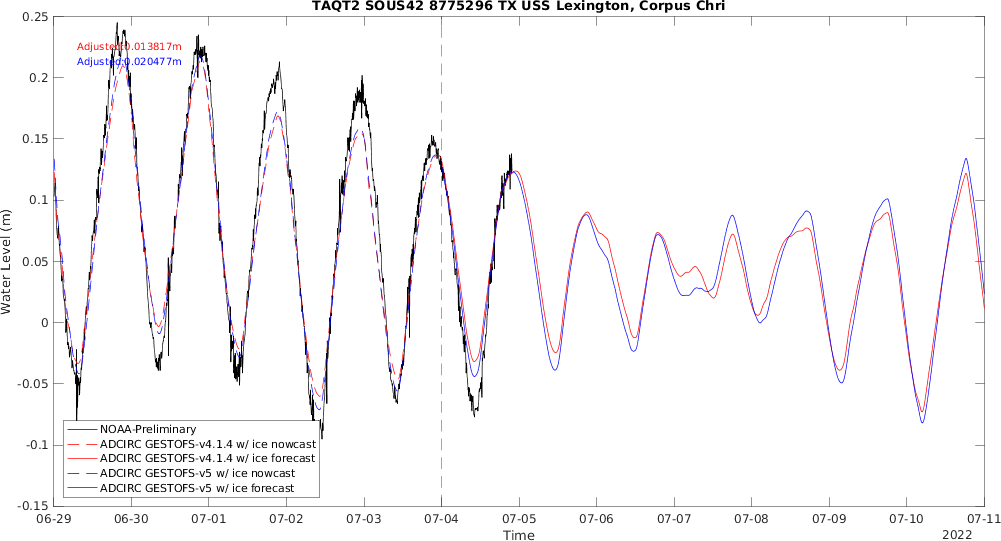 TAQT2 SOUS42 8775296 TX USS Lexington, Corpus Chri
0.25
0.2
0.15
0.1
0.05
0
-0.05
-0.1
-0.15
Water Level (m)
Adjusted:0.013817m
Adjusted:0.020477m
NOAA-Preliminary
ADCIRC GESTOFS-v4.1.4 w/ ice nowcast
ADCIRC GESTOFS-v4.1.4 w/ ice forecast
ADCIRC GESTOFS-v5 w/ ice nowcast
ADCIRC GESTOFS-v5 w/ ice forecast
06-29 06-30 07-01 07-02 07-03 07-04 07-05 07-06 07-07 07-08 07-09 07-10 07-11
Time
2022